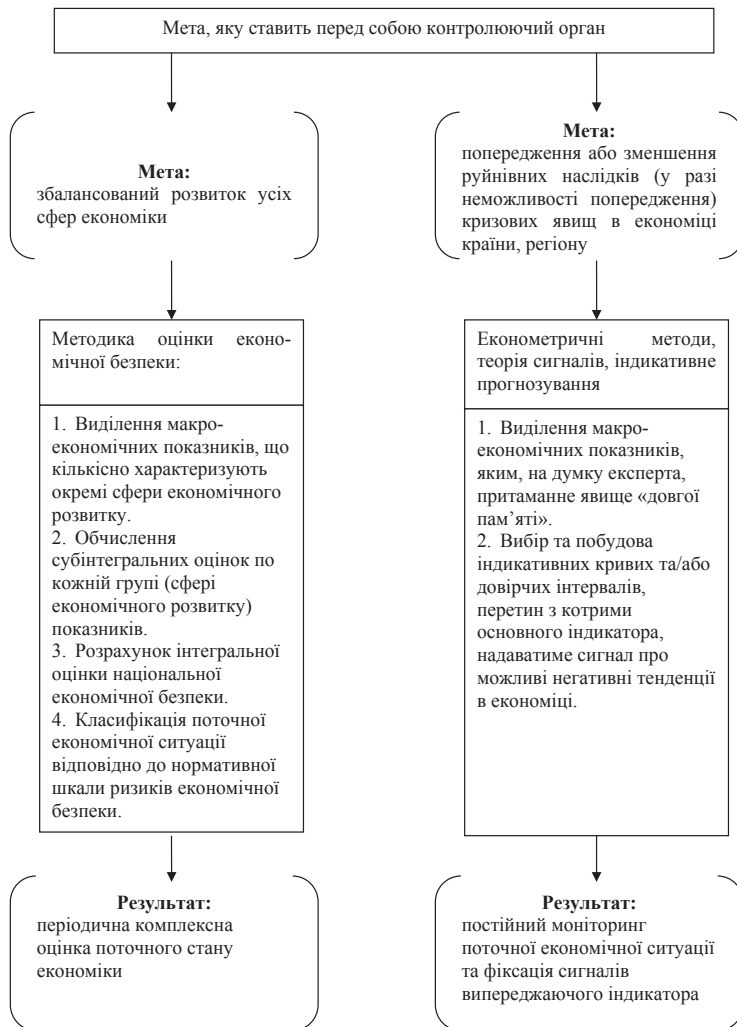 Мета, яку ставить перед собою контролюючий орган
Мета:
збалансований розвиток усіх
сфер економіки
Мета:
попередження або зменшення
руйнівних наслідків (у разі
неможливості попередження)
кризових явищ в економіці
країни, регіону
Методика оцінки еконо-
мічної безпеки:
1. Виділення макро-
економічних показників, що
кількісно характеризують
окремі сфери економічного
розвитку.
2. Обчислення
субінтегральних оцінок по
кожній групі (сфері
економічного розвитку)
показників.
3. Розрахунок інтегральної
оцінки національної
економічної безпеки.
4. Класифікація поточної
економічної ситуації
відповідно до нормативної
шкали ризиків економічної
безпеки.
Економетричні методи,
теорія сигналів, індикативне
прогнозування
1. Виділення макро-
економічних показників,
яким, на думку експерта,
притаманне явище «довгої
пам’яті».
2. Вибір та побудова
індикативних кривих та/або
довірчих інтервалів,
перетин з котрими
основного індикатора,
надаватиме сигнал про
можливі негативні тенденції
в економіці.
Результат:
періодична комплексна
оцінка поточного стану
економіки
Результат:
постійний моніторинг
поточної економічної ситуації
та фіксація сигналів
випереджаючого індикатора